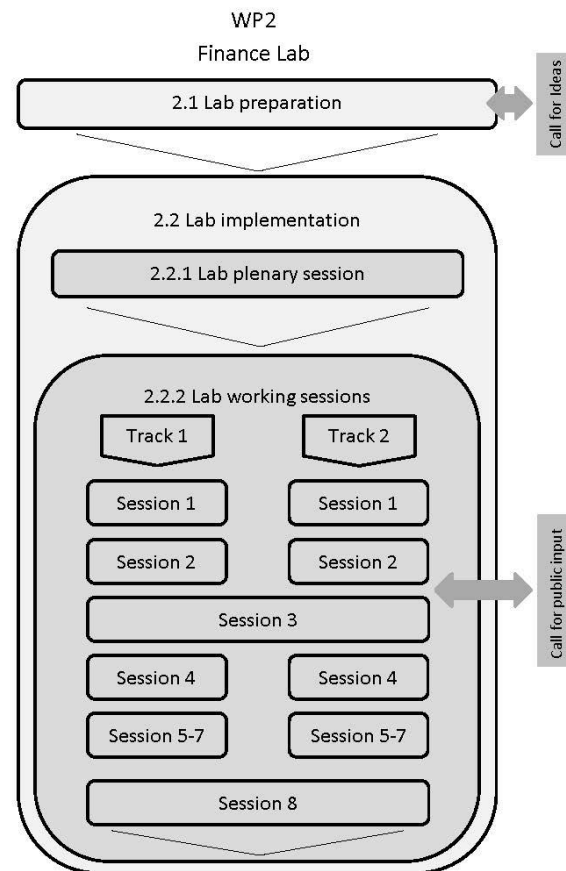 WP2
Finance Lab
2.1 Lab preparation
Call for Ideas
2.2 Lab implementation
2.2.1 Lab plenary session
2.2.2 Lab working sessions
Track 1
Track 2
Session 1
Session 1
Session 2
Session 2
Call for public input
Session 3
Session 4
Session 4
Session 5-7
Session 5-7
Session 8